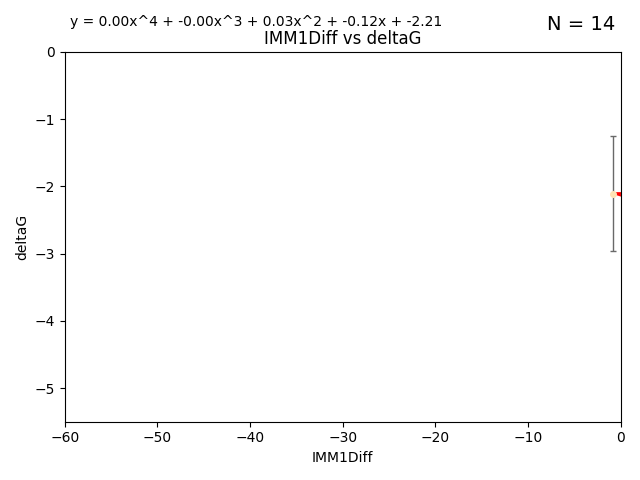 y = 0.00x^4 + -0.00x^3 + 0.03x^2 + -0.12x + -2.21
N = 14
IMM1Diff vs deltaG
0
−1
−2
−3
−4
−5
deltaG
−60
−50
−40
−30
−20
−10
0
IMM1Diff